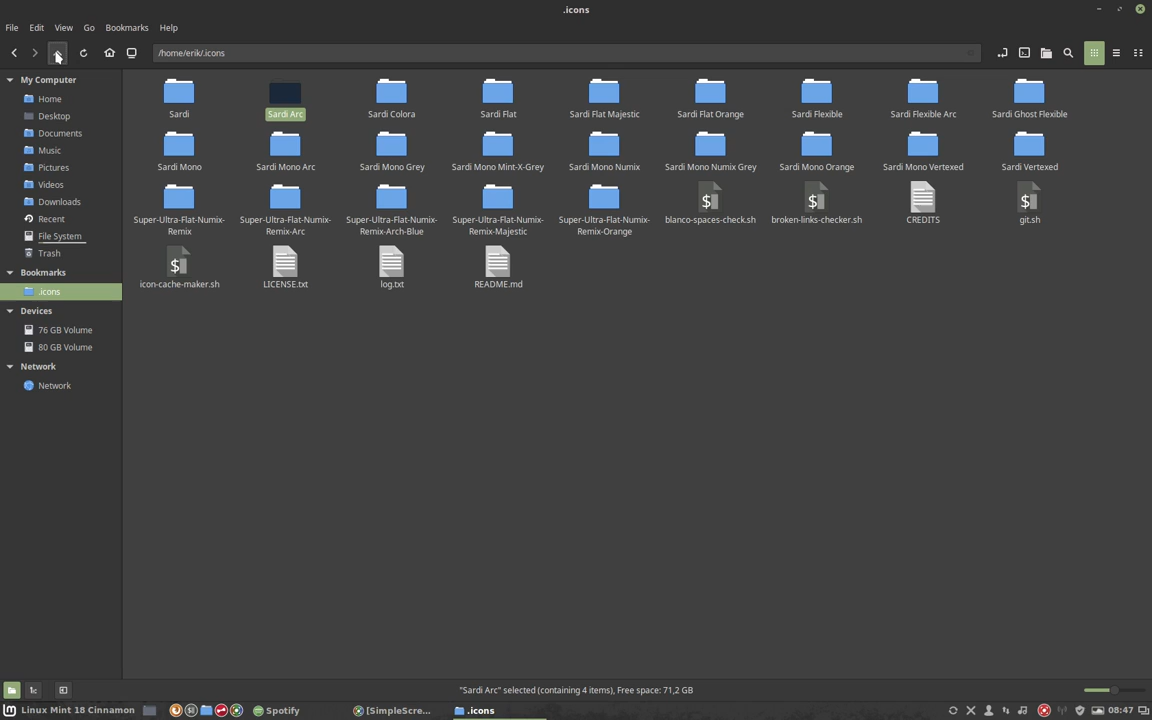 .icons
File Edit View Go Bookmarks Help
/home/erik/.icons
My Computer
Home
Desktop
Documents
Music
Pictures
Videos
Downloads
Recent
File System
Trash
Bookmarks
.icons
Devices
76 GB Volume
80 GB Volume
Network
Network
Sardi
Sardi Arc
Sardi Colora
Sardi Flat
Sardi Flat Majestic
Sardi Flat Orange
Sardi Flexible
Sardi Flexible Arc
Sardi Ghost Flexible
Sardi Mono
Sardi Mono Arc
Sardi Mono Grey
Sardi Mono Mint-X-Grey
Sardi Mono Numix
Sardi Mono Numix Grey
Sardi Mono Orange
Sardi Mono Vertexed
Sardi Vertexed
Super-Ultra-Flat-Numix-
Remix
Super-Ultra-Flat-Numix-
Remix-Arc
Super-Ultra-Flat-Numix-
Remix-Arch-Blue
Super-Ultra-Flat-Numix-
Remix-Majestic
Super-Ultra-Flat-Numix-
Remix-Orange
blanco-spaces-check.sh
broken-links-checker.sh
CREDITS
git.sh
icon-cache-maker.sh
LICENSE.txt
log.txt
README.md
"Sardi Arc" selected (containing 4 items), Free space: 71,2 GB
Linux Mint 18 Cinnamon
Spotify
[SimpleScre...
.icons
08:47